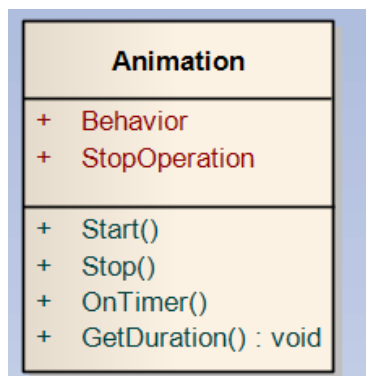 Animation
+ Behavior
+ StopOperation
+ Start()
+ Stop()
+ OnTimer()
+ GetDuration() : void